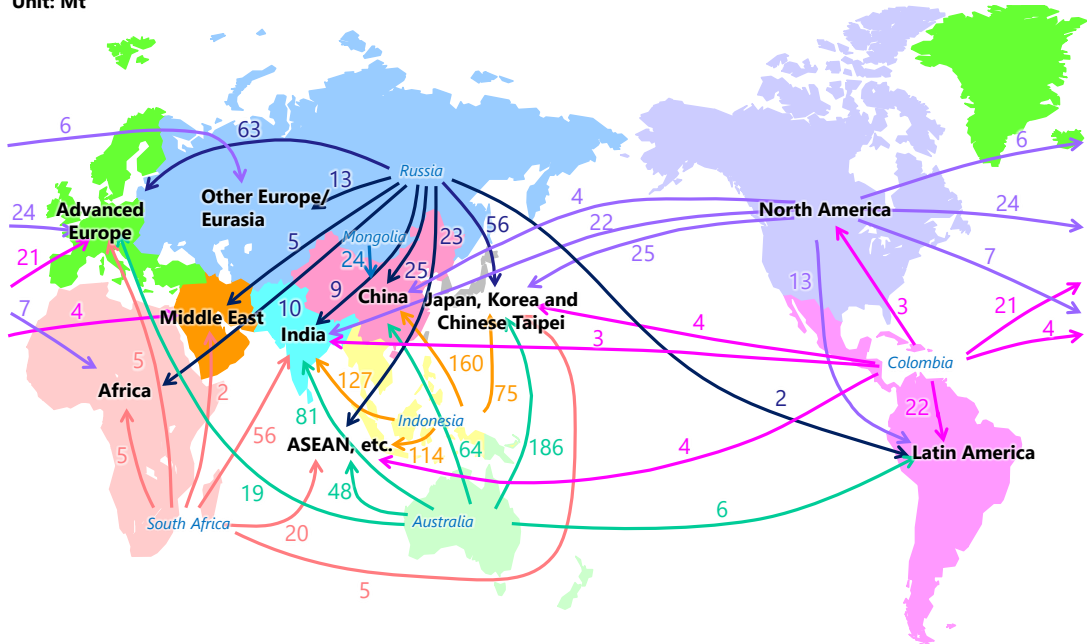 Unit: Mt
6
63
Russia
13
Other Europe/
Eurasia
Advanced
Europe
24
21
7
4
5
Mongolia
24
23
56
25
9
China
10
India
Japan, Korea and
Chinese Taipei
Middle East
Africa
5
2
5
56
127
160
75
Indonesia
81
ASEAN, etc.
114
64
186
48
19
South Africa
20
5
Australia
4
22
25
North America
6
24
7
13
3
21
4
Colombia
4
3
22
2
4
Latin America
6